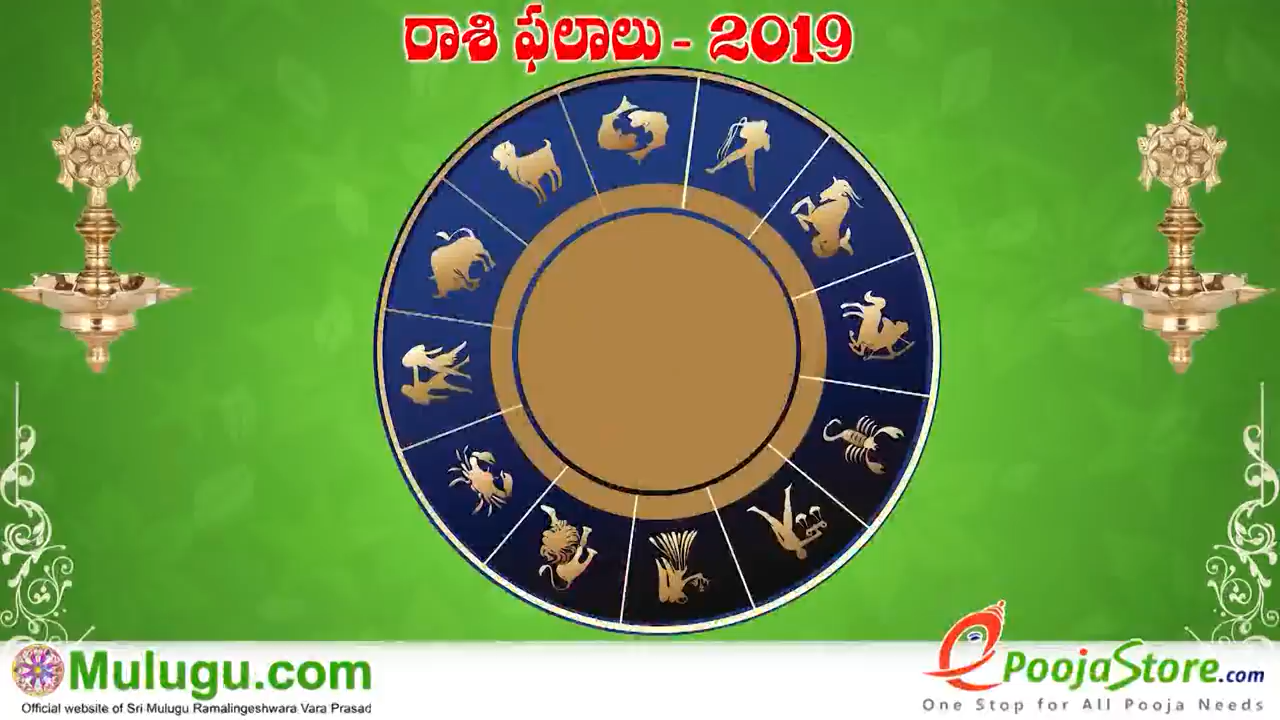 రాశి ఫలాలు - 2019
Mulugu.com
Official website of Sri Mulugu Ramalingeshwara Vara Prasad
ePoojaStore.com
One Stop for All Pooja Needs